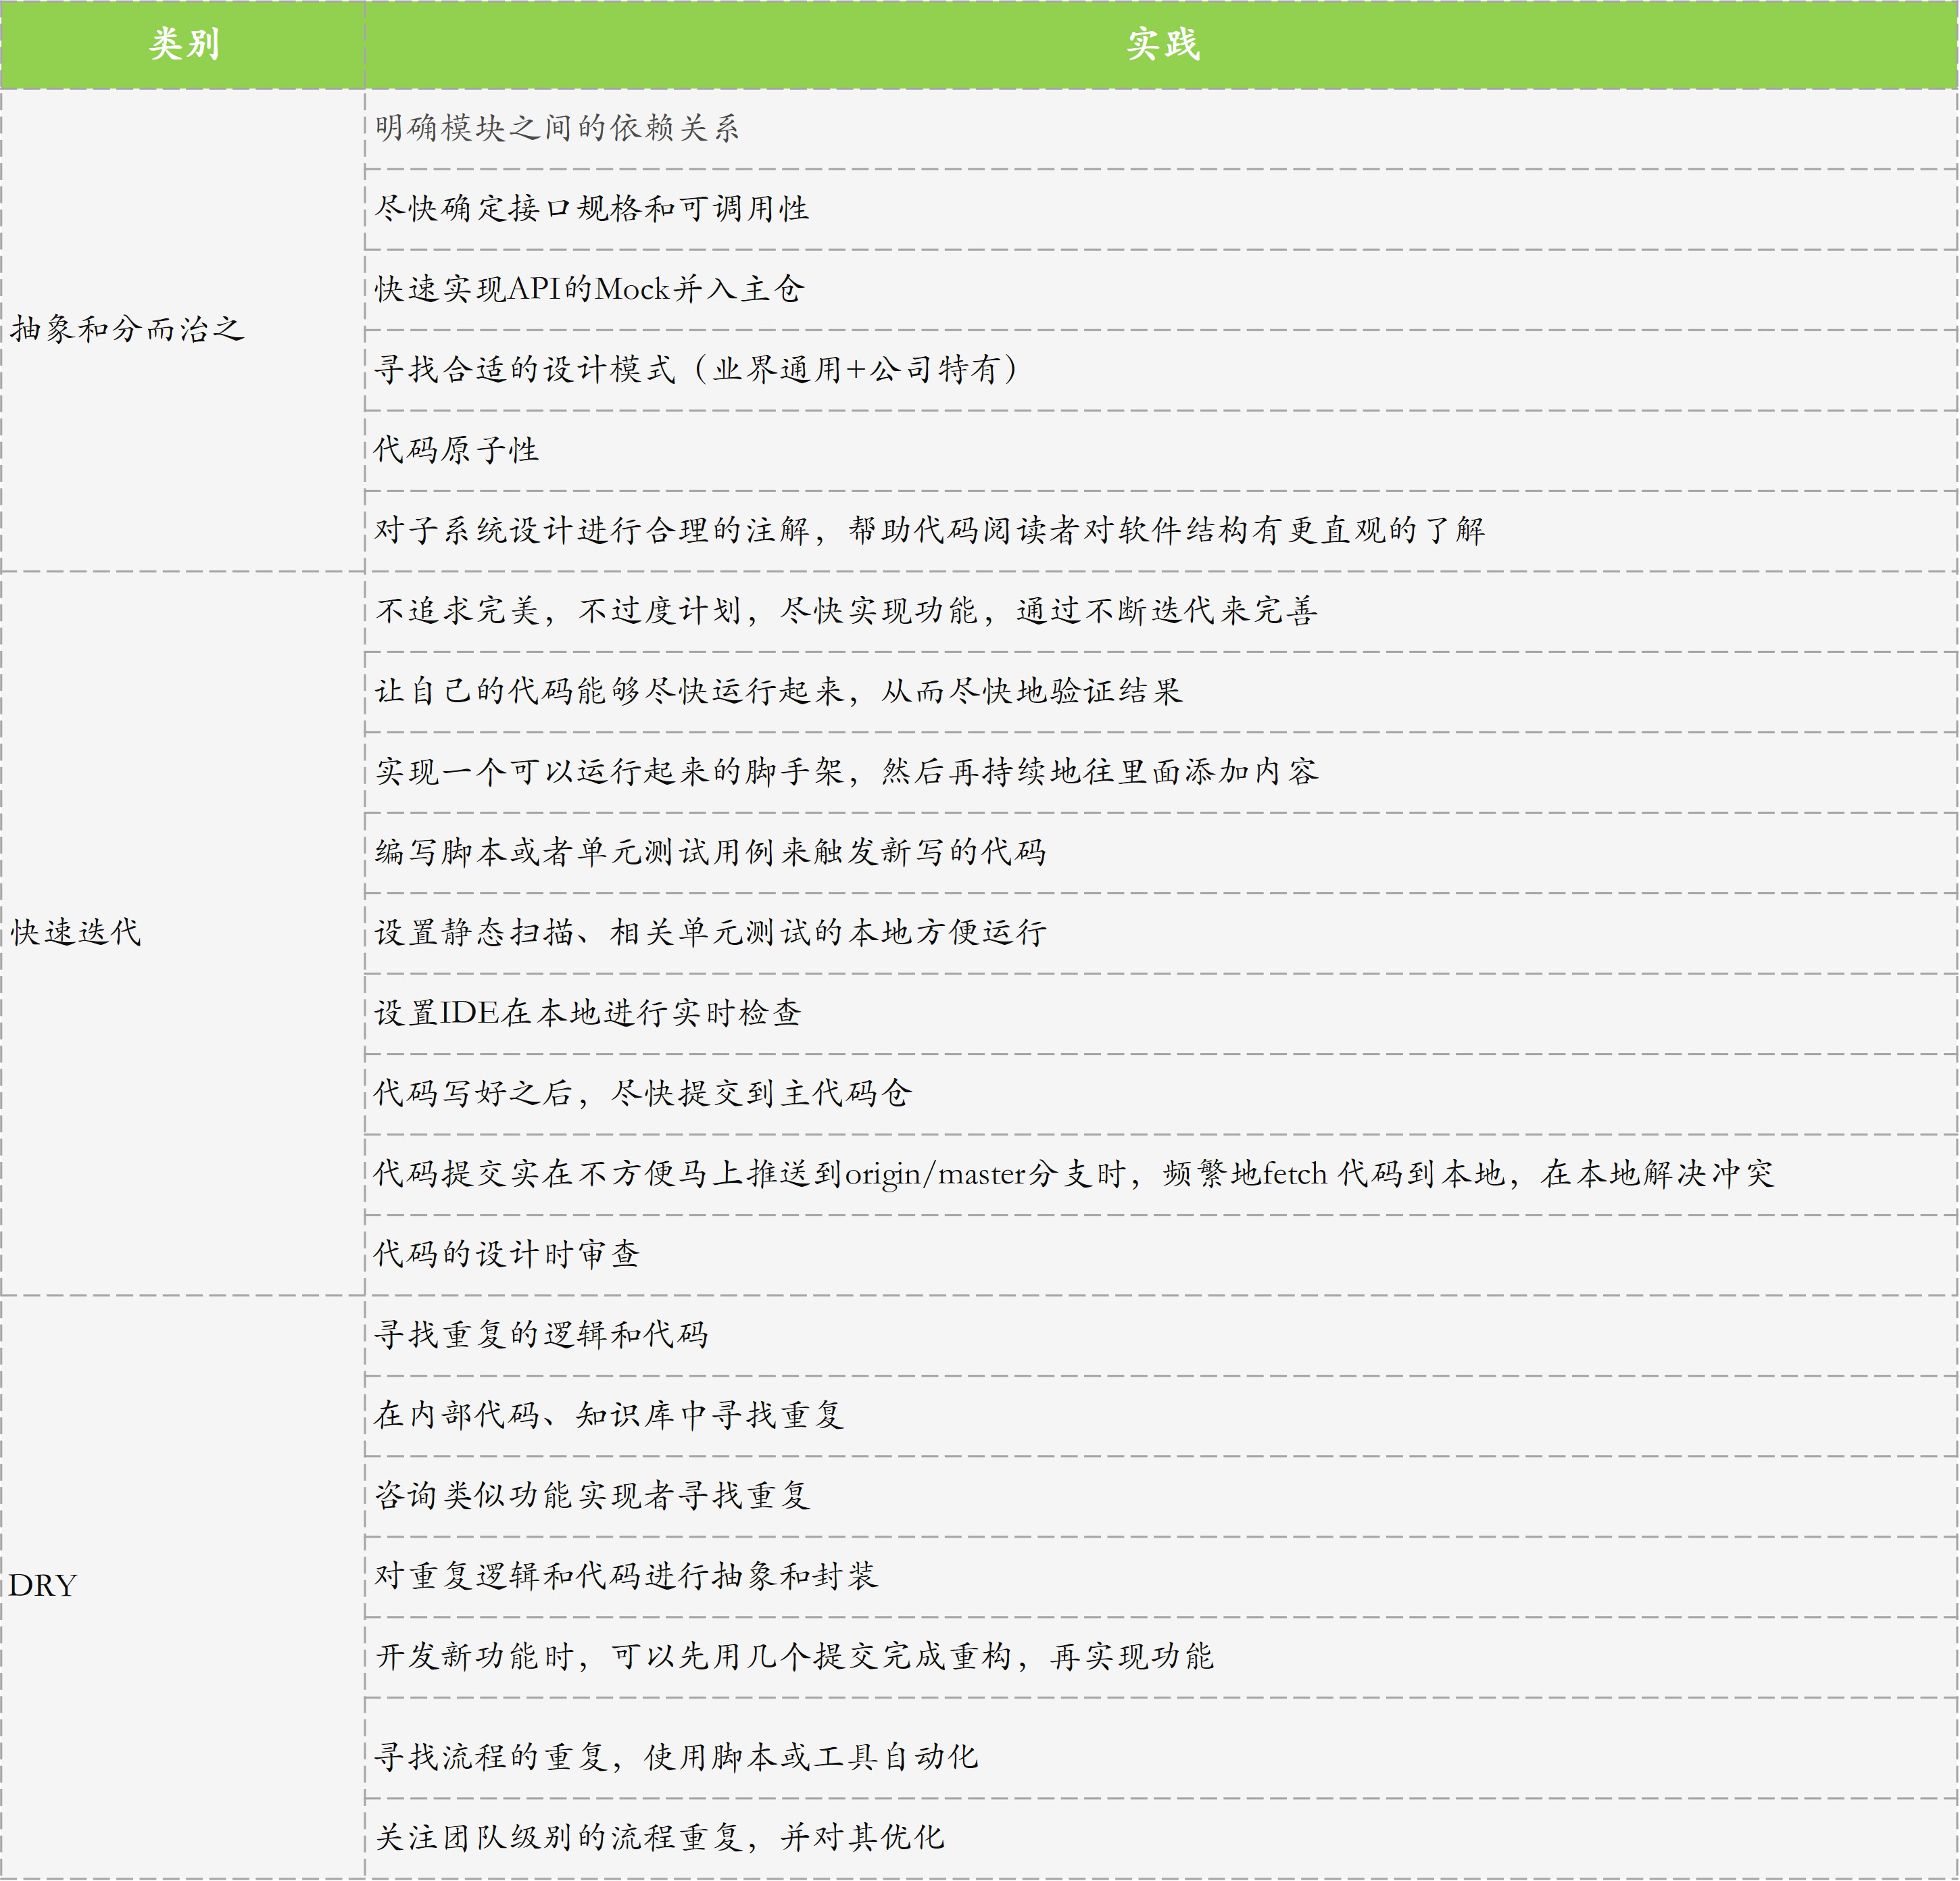 类别
实践
抽象和分而治之
明确模块之间的依赖关系
尽快确定接口规格和可调用性
快速实现API的Mock并入主仓
寻找合适的设计模式（业界通用+公司特有）
代码原子性
对子系统设计进行合理的注解，帮助代码阅读者对软件结构有更直观的了解
快速迭代
不追求完美，不过度计划，尽快实现功能，通过不断迭代来完善
让自己的代码能够尽快运行起来，从而尽快地验证结果
实现一个可以运行起来的脚手架，然后再持续地往里面添加内容
编写脚本或者单元测试用例来触发新写的代码
设置静态扫描、相关单元测试的本地方便运行
设置IDE在本地进行实时检查
代码写好之后，尽快提交到主代码仓
代码提交实在不方便马上推送到origin/master分支时，频繁地fetch 代码到本地，在本地解决冲突
代码的设计时审查
DRY
寻找重复的逻辑和代码
在内部代码、知识库中寻找重复
咨询类似功能实现者寻找重复
对重复逻辑和代码进行抽象和封装
开发新功能时，可以先用几个提交完成重构，再实现功能
寻找流程的重复，使用脚本或工具自动化
关注团队级别的流程重复，并对其优化